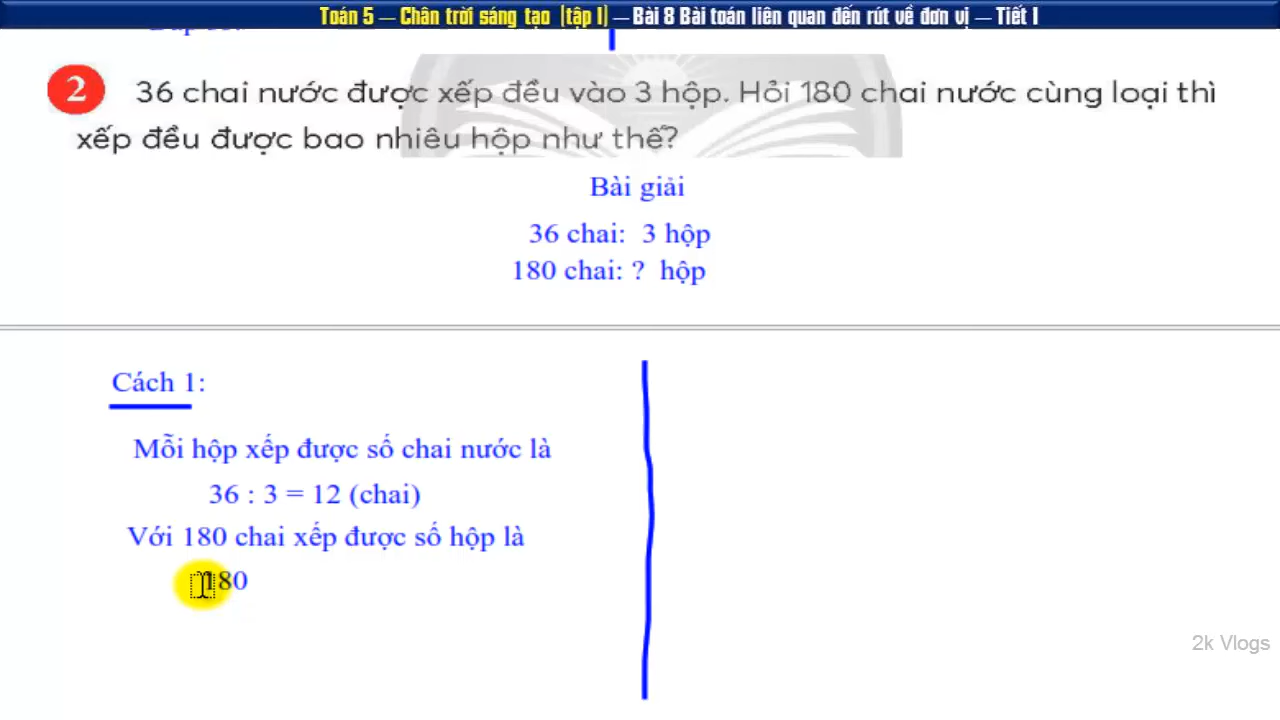 Toán 5 – Chân trời sáng tạo (tập 1) – Bài 8 Bài toán liên quan đến rút về đơn vị – Tiết 1
2 36 chai nước được xếp đều vào 3 hộp. Hỏi 180 chai nước cùng loại thì
xếp đều được bao nhiêu hộp như thế?
Bài giải
36 chai: 3 hộp
180 chai: ? hộp
Cách 1:
Mỗi hộp xếp được số chai nước là
36 : 3 = 12 (chai)
Với 180 chai xếp được số hộp là
180
2k Vlogs